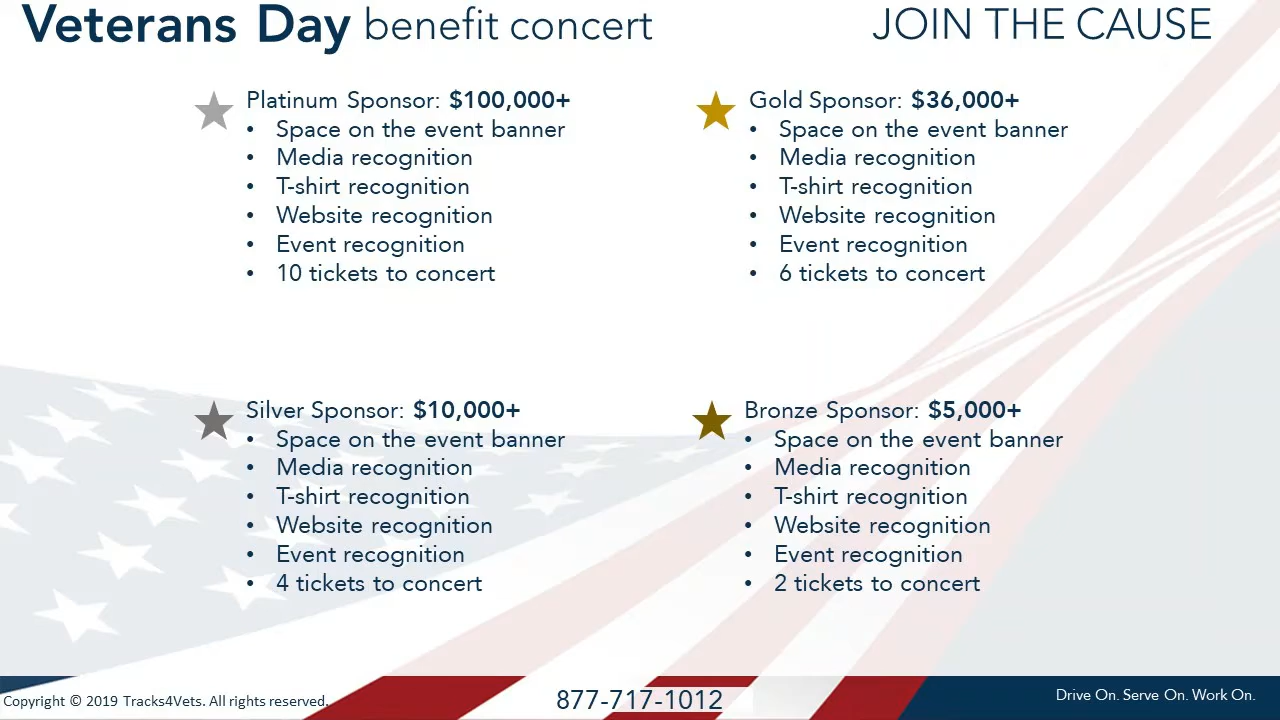 Veterans Day benefit concert
JOIN THE CAUSE
Platinum Sponsor: $100,000+
• Space on the event banner
• Media recognition
• T-shirt recognition
• Website recognition
• Event recognition
• 10 tickets to concert
Gold Sponsor: $36,000+
• Space on the event banner
• Media recognition
• T-shirt recognition
• Website recognition
• Event recognition
• 6 tickets to concert
Silver Sponsor: $10,000+
• Space on the event banner
• Media recognition
• T-shirt recognition
• Website recognition
• Event recognition
• 4 tickets to concert
Bronze Sponsor: $5,000+
• Space on the event banner
• Media recognition
• T-shirt recognition
• Website recognition
• Event recognition
• 2 tickets to concert
Copyright © 2019 Tracks4Vets. All rights reserved.
877-717-1012
Drive On. Serve On. Work On.